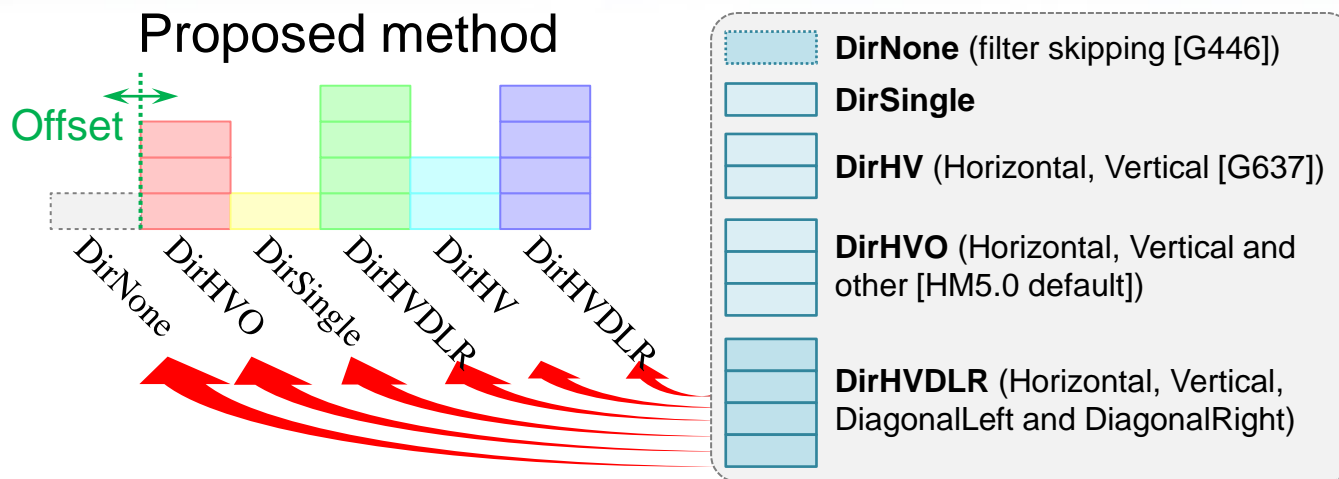 Proposed method
Offset
DirNone
DirHVO
DirSingle
DirHVDLR
DirHV
DirHVDLR
DirNone (filter skipping [G446])
DirSingle
DirHV (Horizontal, Vertical [G637])
DirHVO (Horizontal, Vertical and
other [HM5.0 default])
DirHVDLR (Horizontal, Vertical,
DiagonalLeft and DiagonalRight)